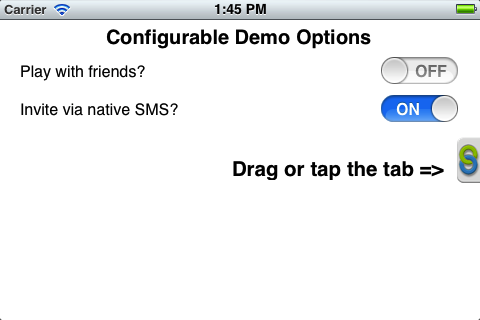 Carrier 1:45 PM
Configurable Demo Options
Play with friends? OFF
Invite via native SMS? ON
Drag or tap the tab =>